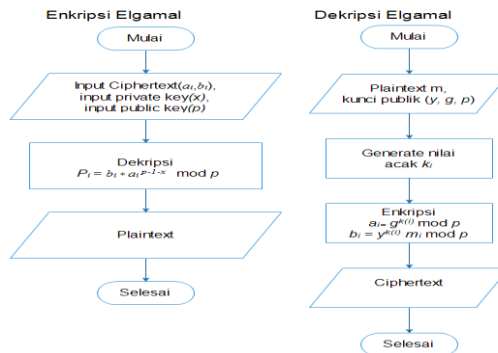 Enkripsi Elgamal
Mulai
Input Ciphertext(aᵢ,bᵢ),
input private key(x),
input public key(p)
Dekripsi
Pᵢ = bᵢ * aᵢᵖ⁻¹⁻ˣ mod p
Plaintext
Selesai
Dekripsi Elgamal
Mulai
Plaintext m,
kunci publik (y, g, p)
Generate nilai
acak kᵢ
Enkripsi
aᵢ₌ gᵏ⁽ⁱ⁾ mod p
bᵢ = yᵏ⁽ⁱ⁾ mᵢ mod p
Ciphertext
Selesai